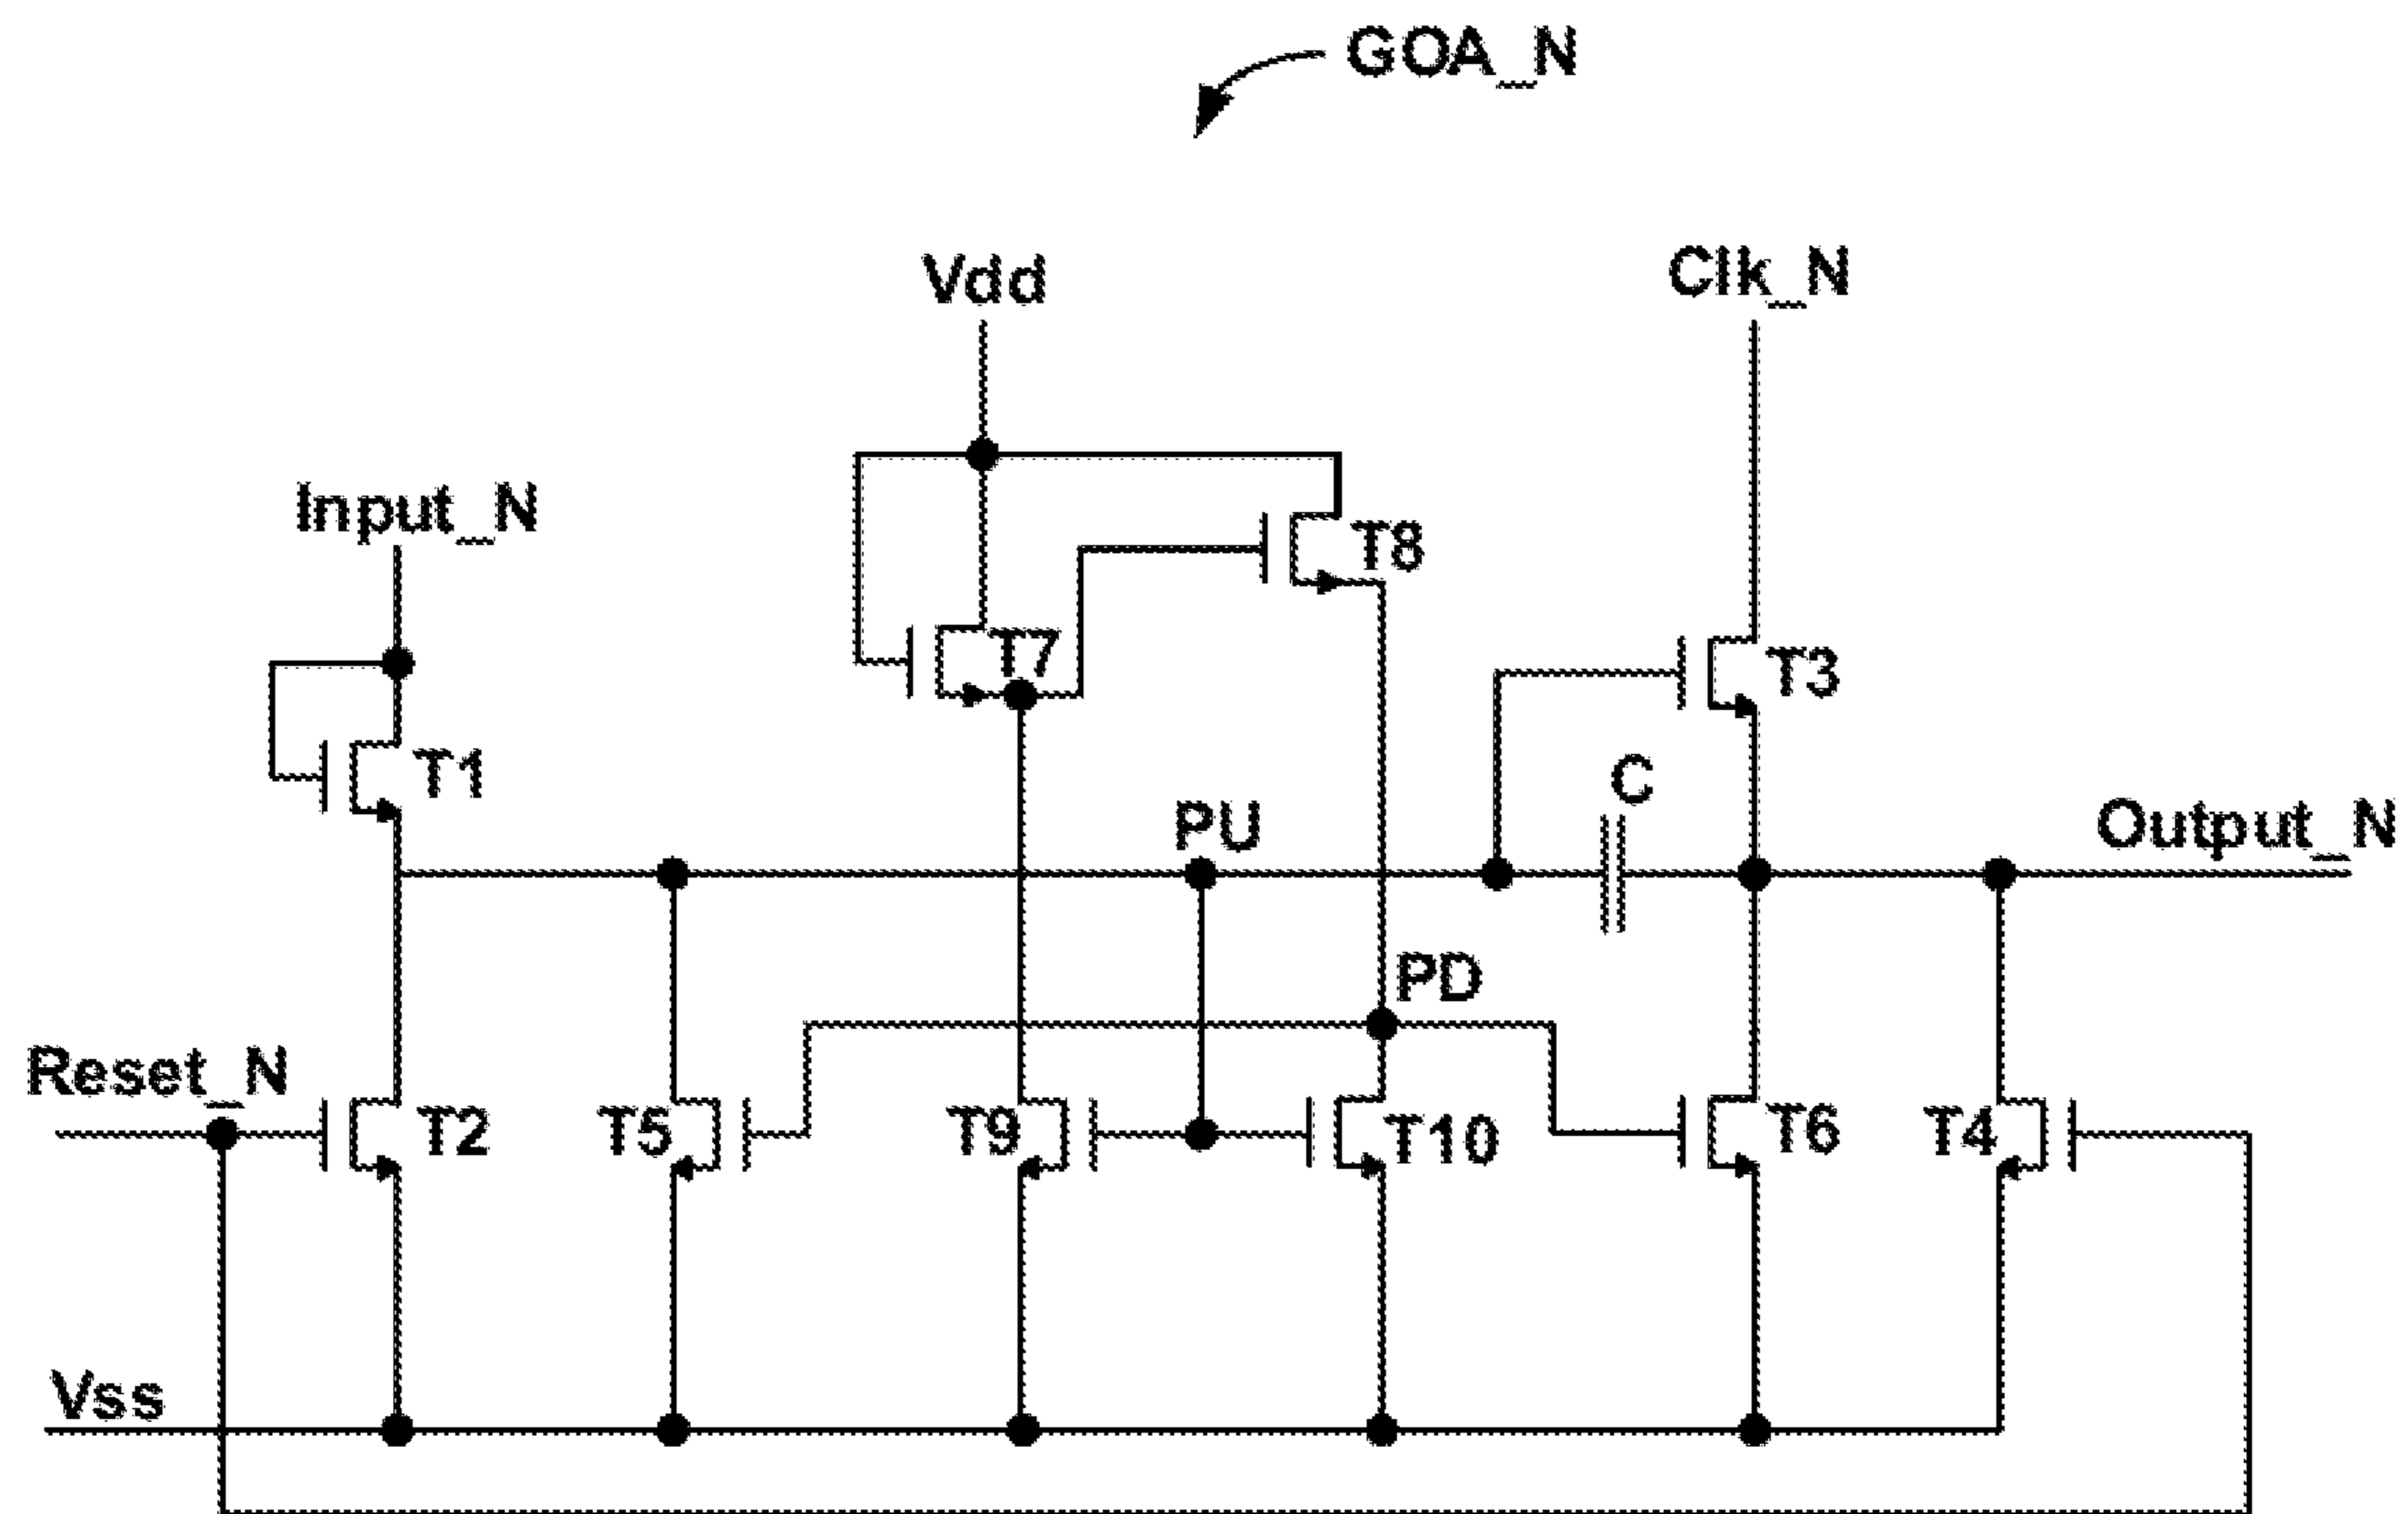 GOA_N
Vdd
Clk_N
Input_N
T8
T7
T3
T1
C
PU
Output_N
PD
Reset_N
T2
T5
T9
T10
T6
T4
Vss